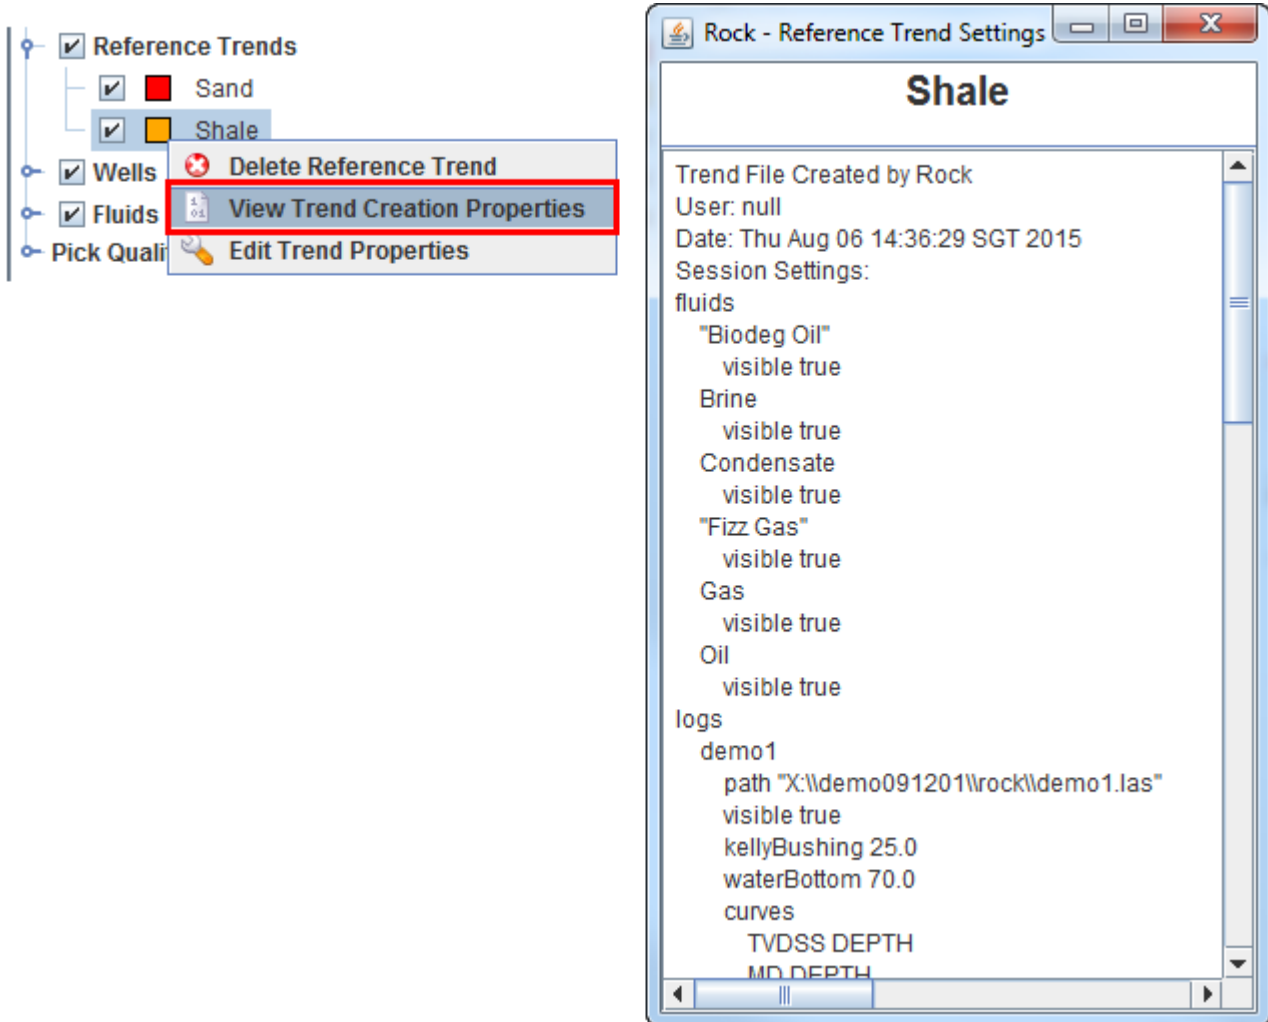 Reference Trends
Sand
Shale
Wells
Fluids
Pick Quali
Delete Reference Trend
View Trend Creation Properties
Edit Trend Properties
Rock - Reference Trend Settings
Shale
Trend File Created by Rock
User: null
Date: Thu Aug 06 14:36:29 SGT 2015
Session Settings:
fluids
"Biodeg Oil"
visible true
Brine
visible true
Condensate
visible true
"Fizz Gas"
visible true
Gas
visible true
Oil
visible true
logs
demo1
path "X:\\demo091201\\rock\\demo1.las"
visible true
kellyBushing 25.0
waterBottom 70.0
curves
TVDSS DEPTH
MD DEPTH